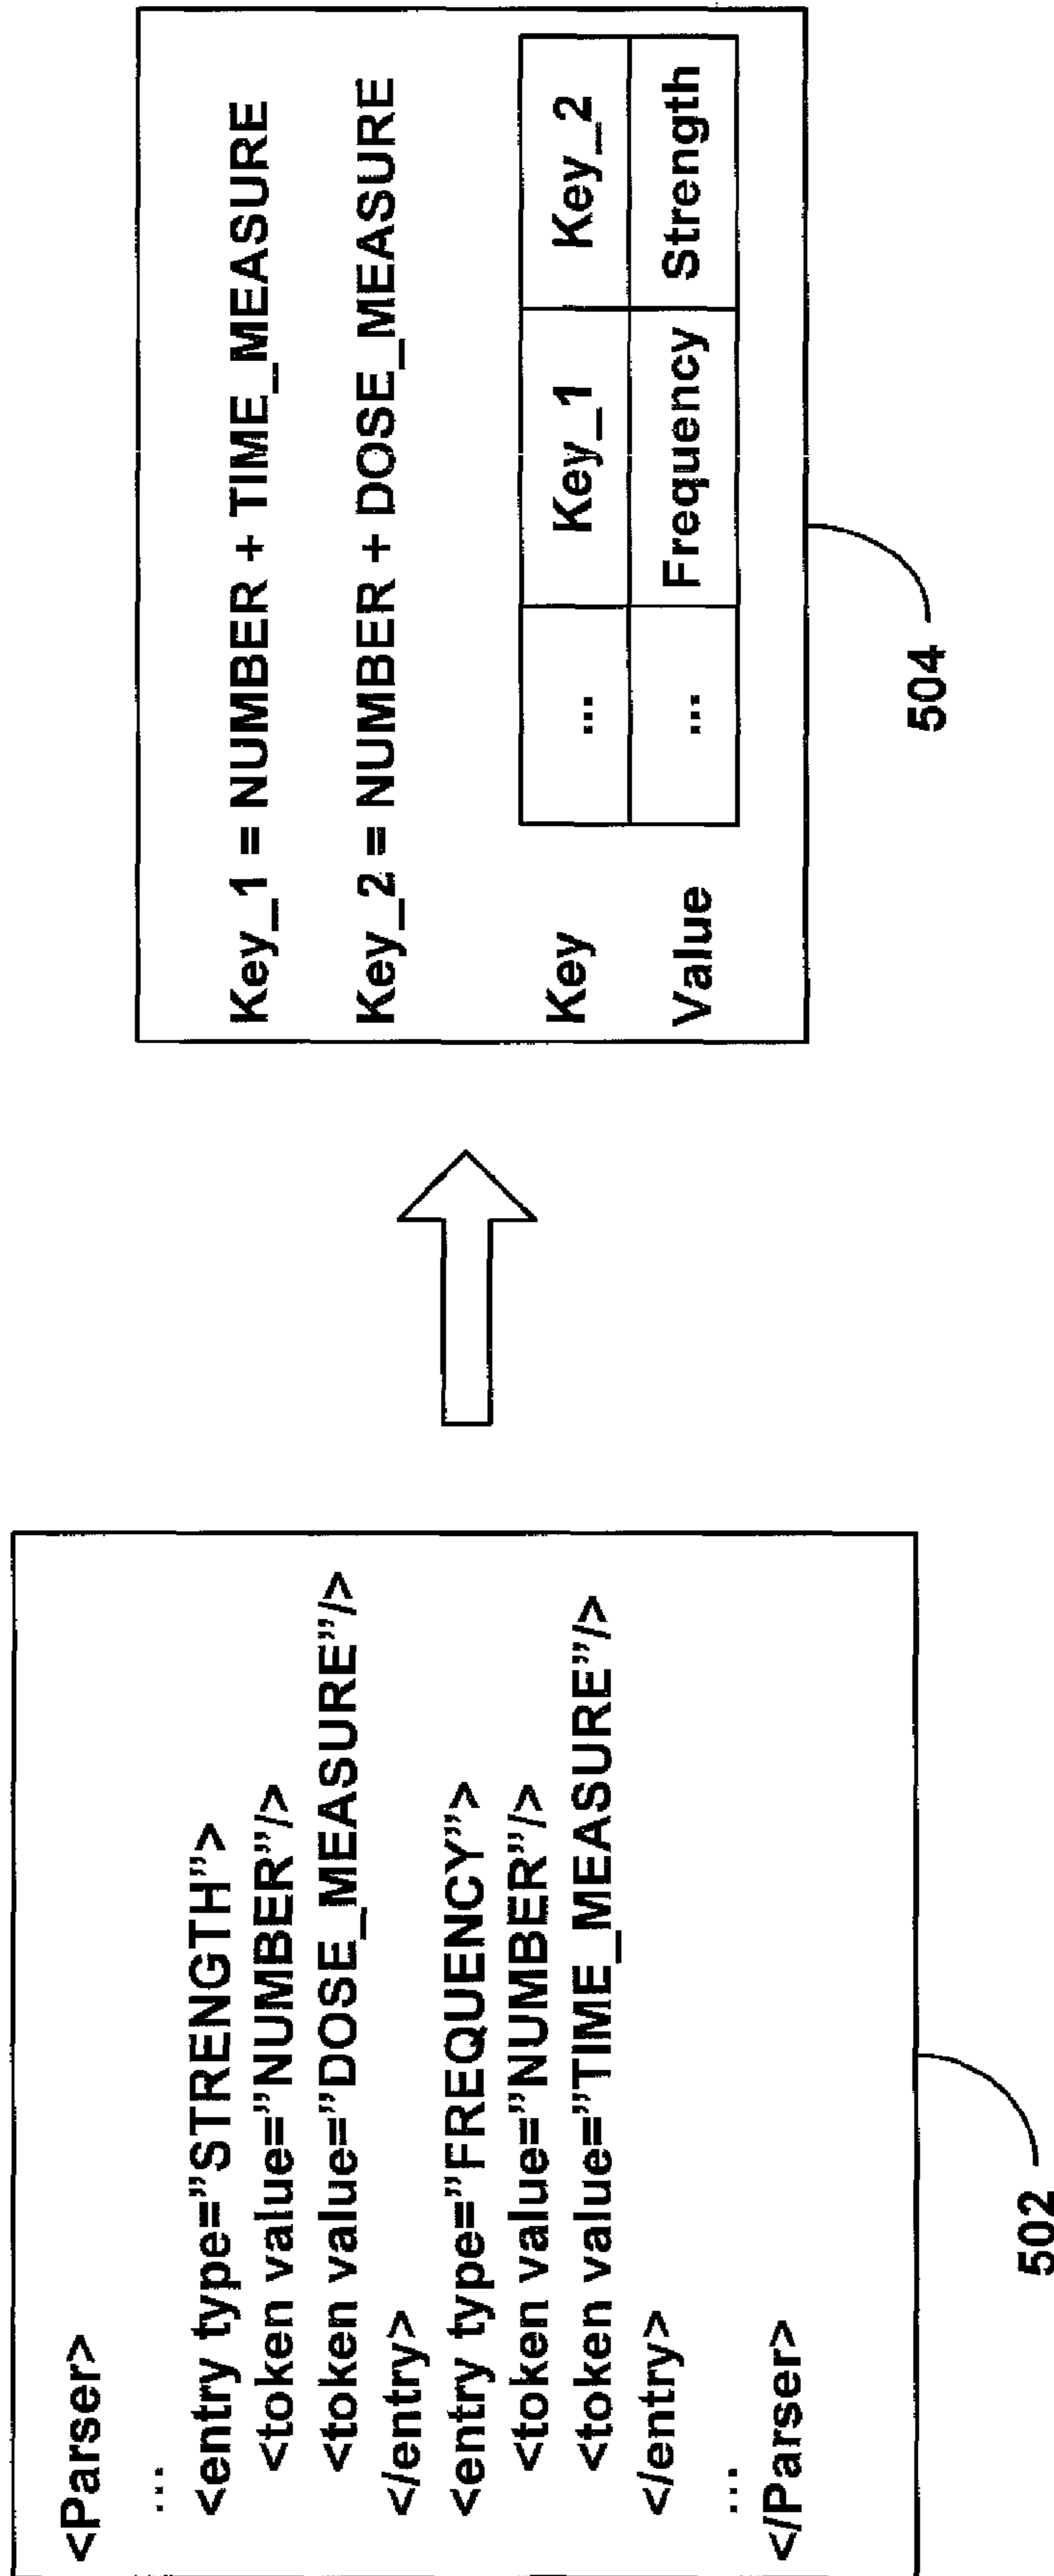 <Parser>
...
<entry type=”STRENGTH”>
<token value=”NUMBER”/>
<token value=”DOSE_MEASURE”/>
</entry>
<entry type=”FREQUENCY”>
<token value=”NUMBER”/>
<token value=”TIME_MEASURE”/>
</entry>
...
</Parser>
502
Key_1 = NUMBER + TIME_MEASURE
Key_2 = NUMBER + DOSE_MEASURE
Key ... Key_1 Key_2
Value ... Frequency Strength
504